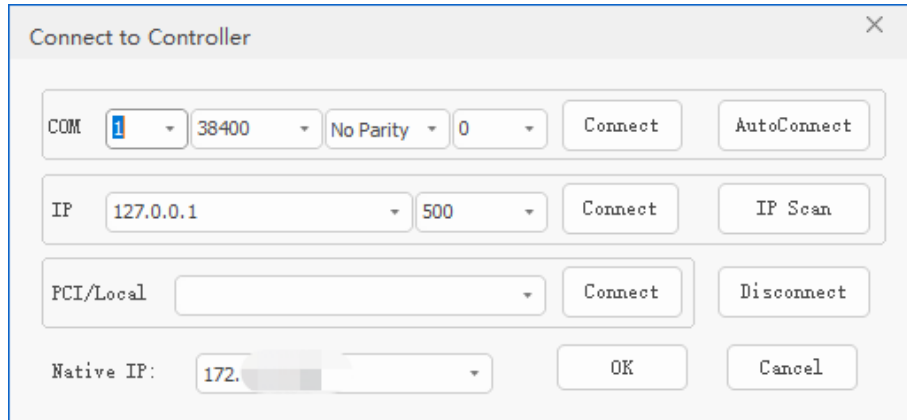 Connect to Controller
COM 1 38400 No Parity 0 Connect AutoConnect
IP 127.0.0.1 500 Connect IP Scan
PCI/Local Connect Disconnect
Native IP: 172. OK Cancel